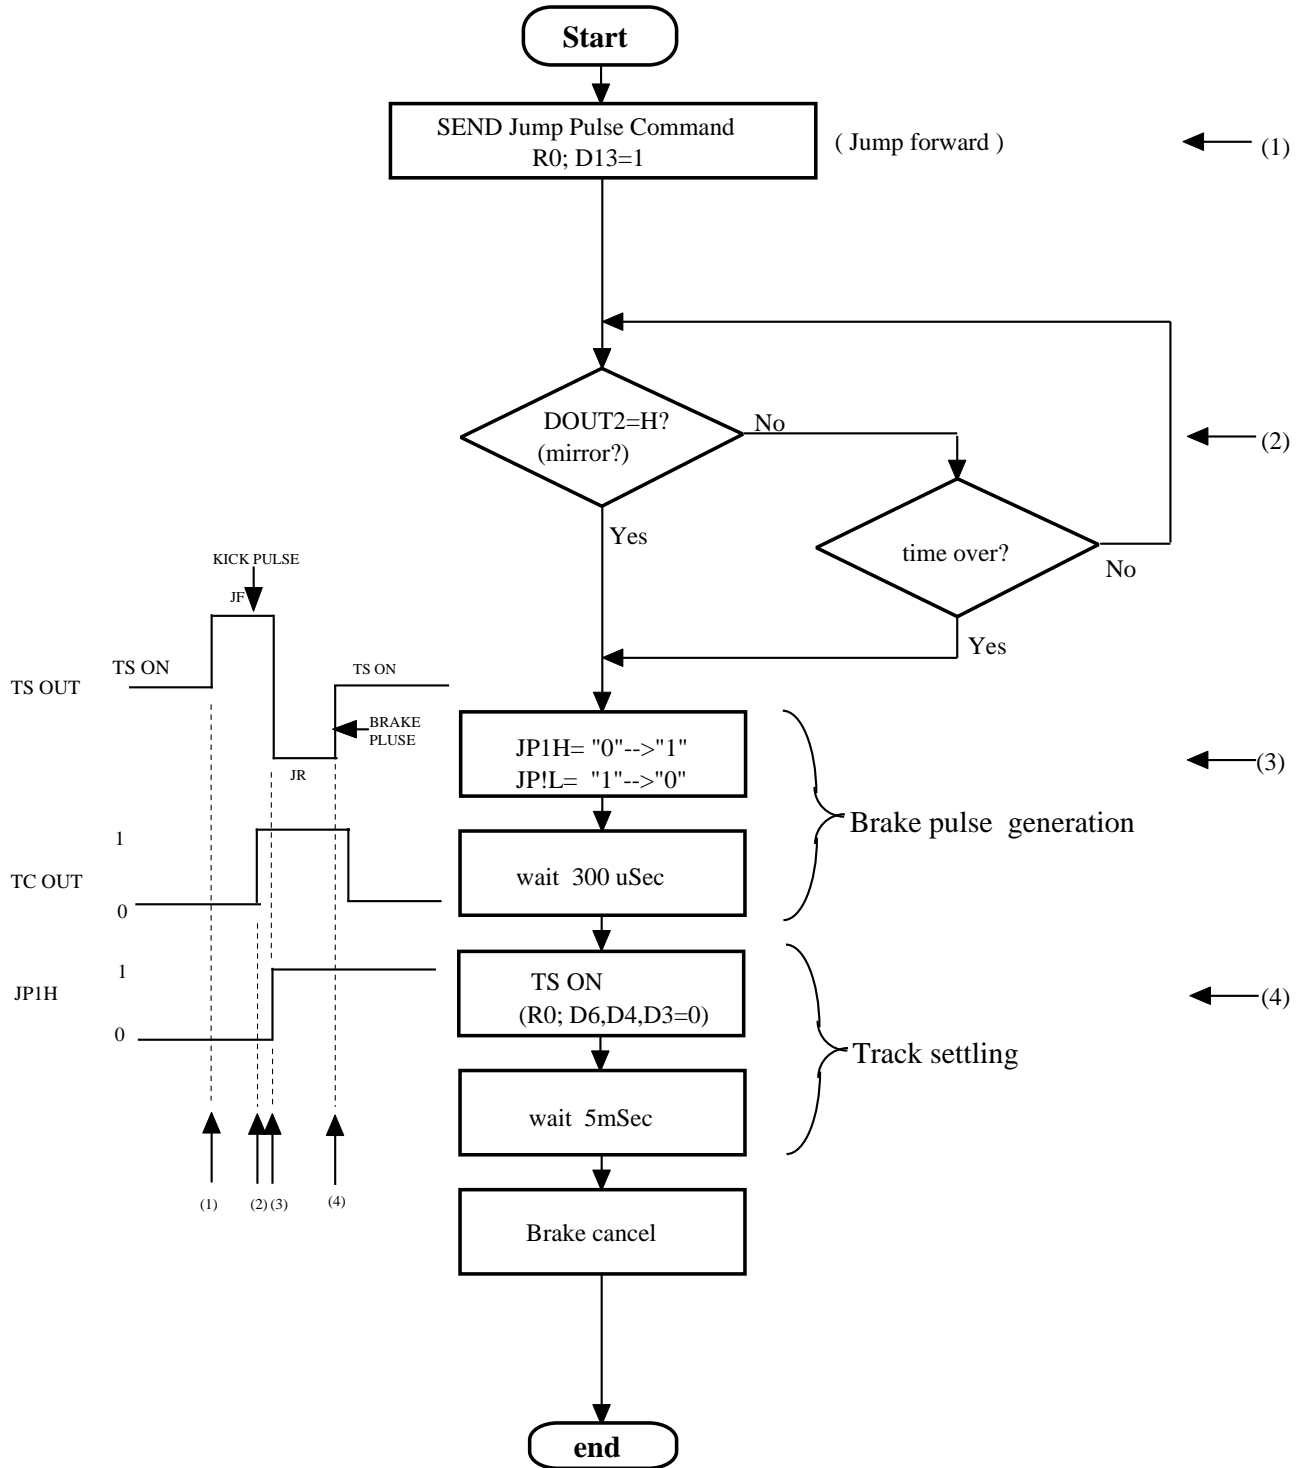 Start
SEND Jump Pulse Command
R0; D13=1
( Jump forward )
(1)
DOUT2=H?
(mirror?)
No
(2)
Yes
time over?
No
Yes
KICK PULSE
JF
TS ON
TS ON
TS OUT
BRAKE
PLUSE
JR
JP1H= "0"-->"1"
JP!L= "1"-->"0"
(3)
Brake pulse generation
1
TC OUT
0
wait 300 uSec
1
JP1H
0
TS ON
(R0; D6,D4,D3=0)
(4)
Track settling
wait 5mSec
(1)
(2)
(3)
(4)
Brake cancel
end